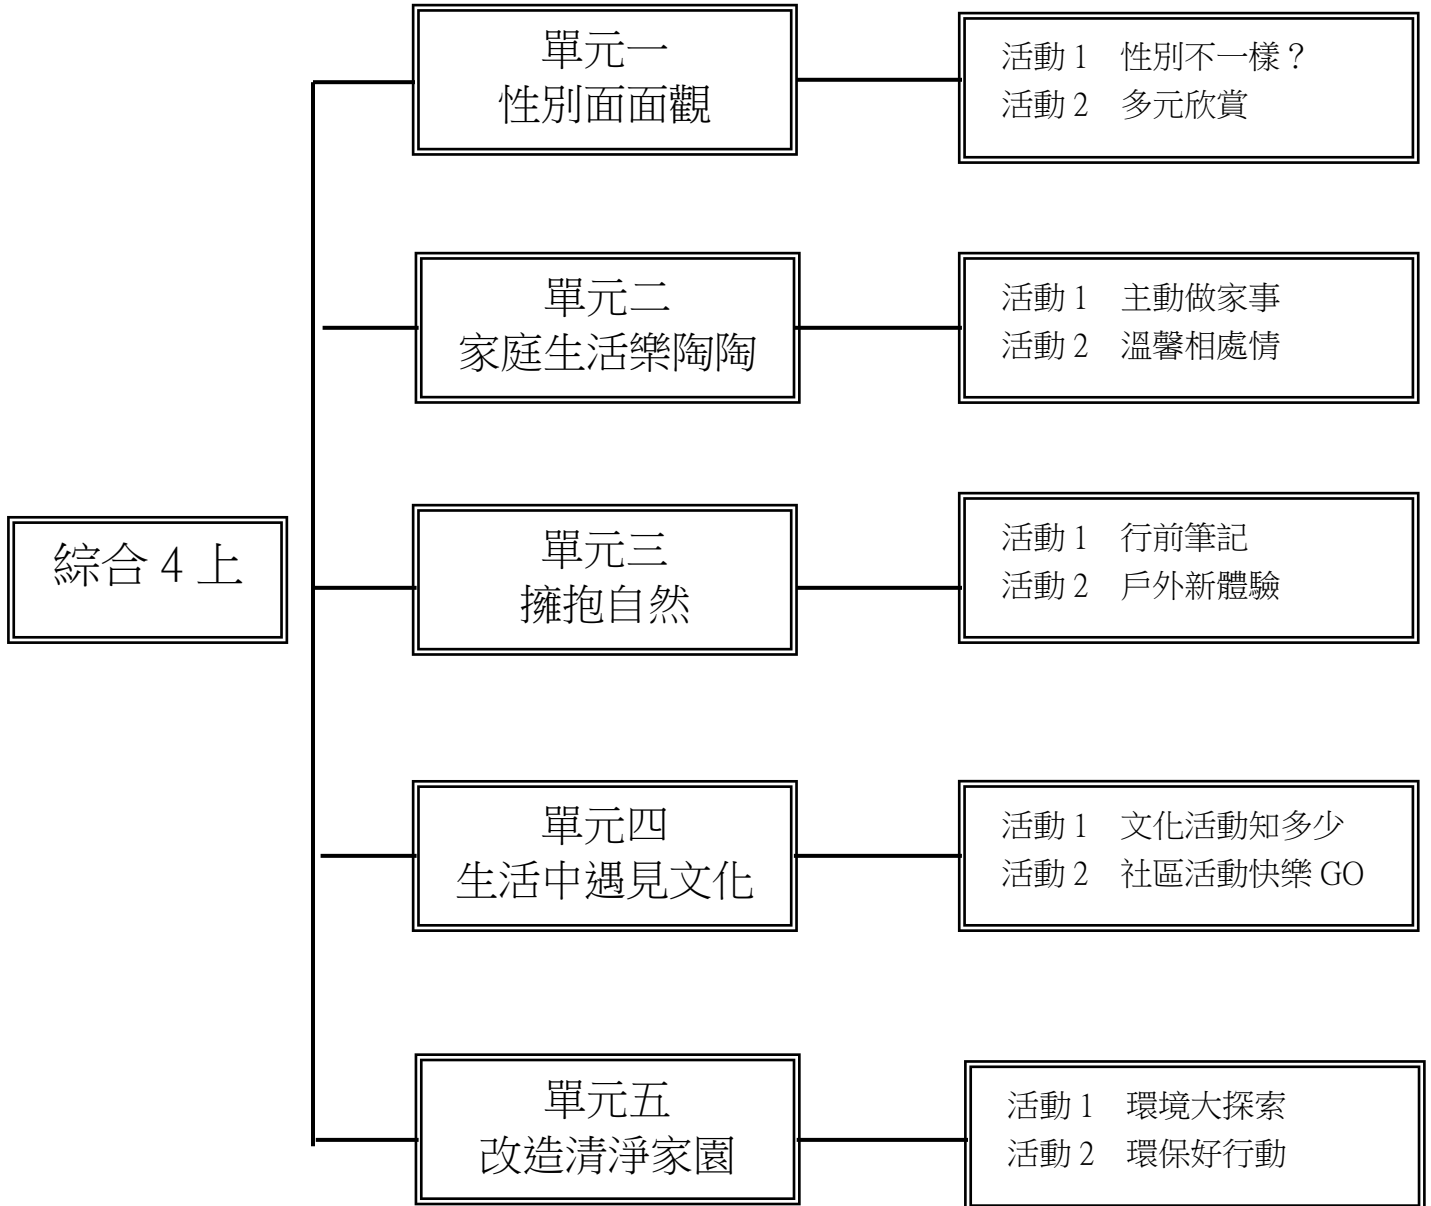 單元一
性別面面觀
活動 1　性別不一樣？
活動 2　多元欣賞
單元二
家庭生活樂陶陶
活動 1　主動做家事
活動 2　溫馨相處情
綜合 4 上
單元三
擁抱自然
活動 1　行前筆記
活動 2　戶外新體驗
單元四
生活中遇見文化
活動 1　文化活動知多少
活動 2　社區活動快樂 GO
單元五
改造清淨家園
活動 1　環境大探索
活動 2　環保好行動